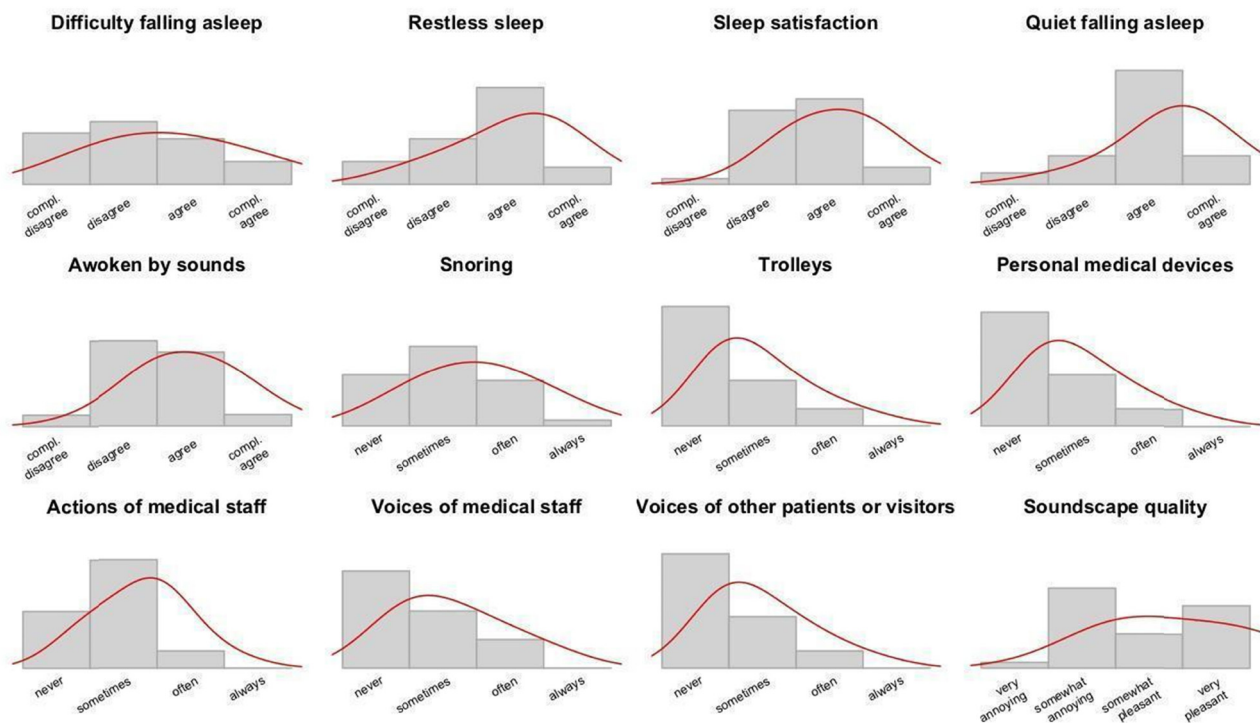 Difficulty falling asleep
Restless sleep
Sleep satisfaction
Quiet falling asleep
compl.
disagree
disagree
agree
compl.
agree
compl.
disagree
disagree
agree
compl.
agree
compl.
disagree
disagree
agree
compl.
agree
compl.
disagree
disagree
agree
compl.
agree
Awoken by sounds
Snoring
Trolleys
Personal medical devices
compl.
disagree
disagree
agree
compl.
agree
never
sometimes
often
always
never
sometimes
often
always
never
sometimes
often
always
Actions of medical staff
Voices of medical staff
Voices of other patients or visitors
Soundscape quality
never
sometimes
often
always
never
sometimes
often
always
never
sometimes
often
always
very
annoying
somewhat
annoying
somewhat
pleasant
very
pleasant